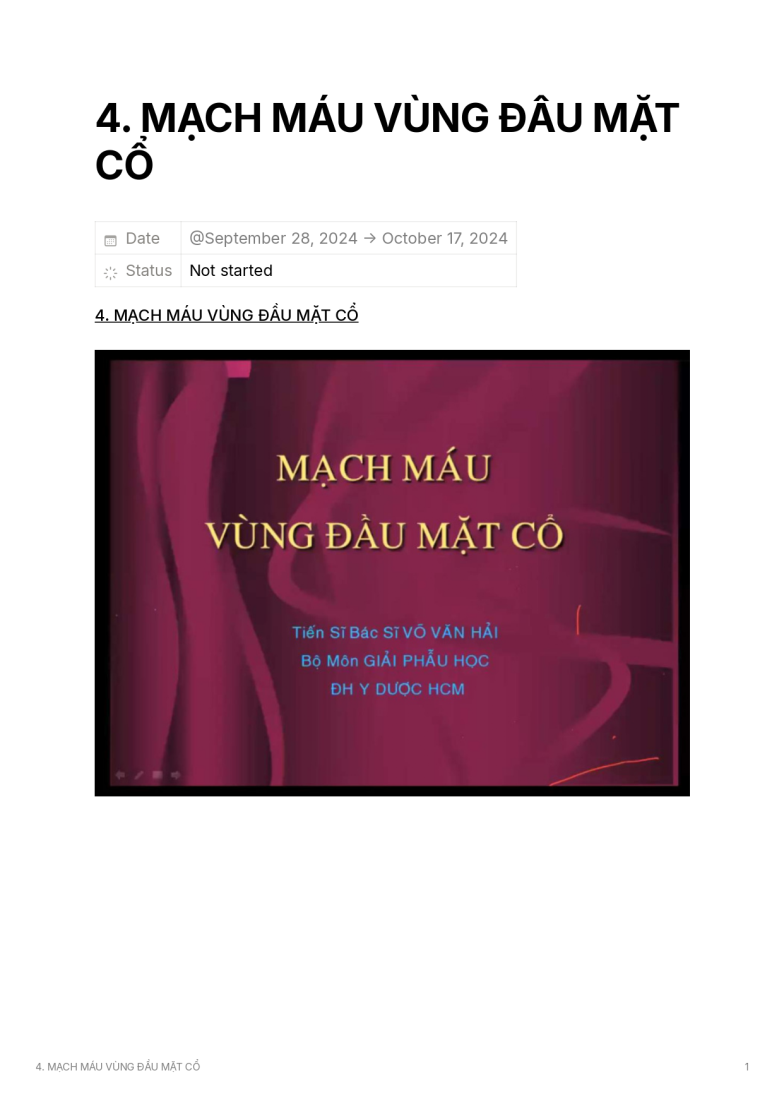 4. MẠCH MÁU VÙNG ĐẦU MẶT
CỔ
Date @September 28, 2024 → October 17, 2024
Status Not started
4. MẠCH MÁU VÙNG ĐẦU MẶT CỔ
MẠCH MÁU
VÙNG ĐẦU MẶT CỔ
Tiến Sĩ Bác Sĩ VÕ VĂN HẢI
Bộ Môn GIẢI PHẪU HỌC
ĐH Y DƯỢC HCM
4. MẠCH MÁU VÙNG ĐẦU MẶT CỔ 1